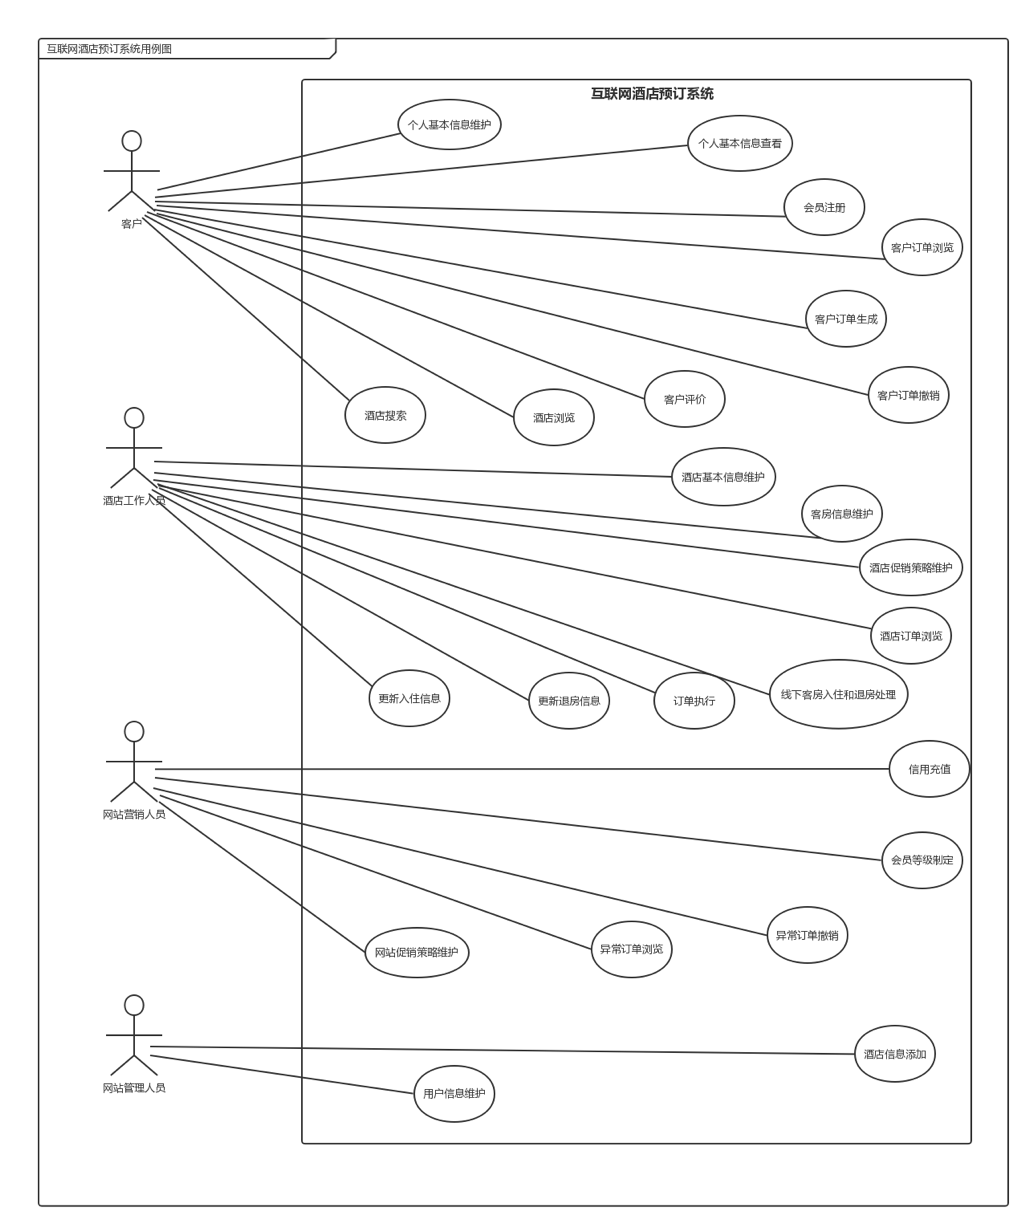 互联网酒店预订系统用例图
互联网酒店预订系统
个人基本信息维护
个人基本信息查看
会员注册
客户
客户订单浏览
客户订单生成
客户订单撤销
客户评价
酒店搜索
酒店浏览
酒店基本信息维护
酒店工作人员
客房信息维护
酒店促销策略维护
酒店订单浏览
线下客房入住和退房处理
更新入住信息
更新退房信息
订单执行
信用充值
网站营销人员
会员等级制定
异常订单撤销
异常订单浏览
网站促销策略维护
酒店信息添加
网站管理人员
用户信息维护